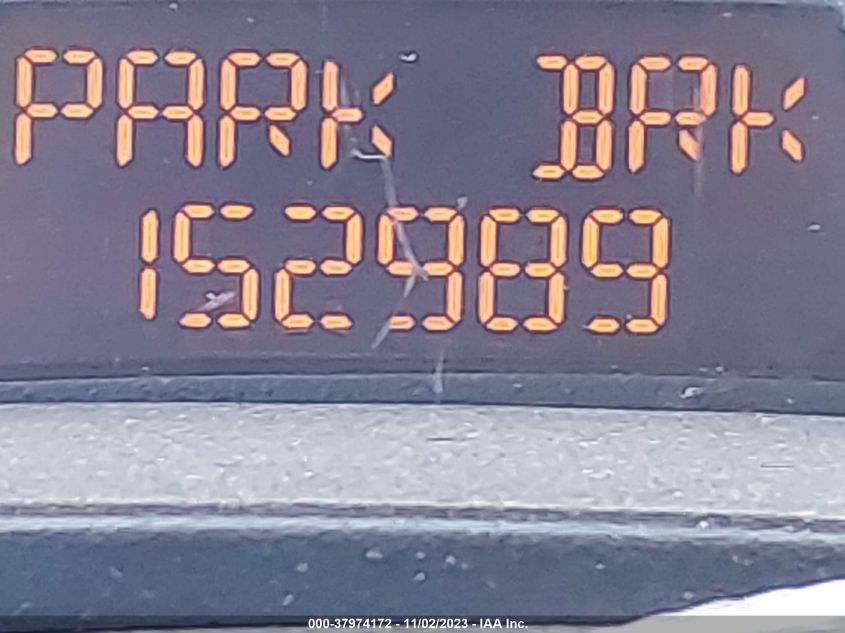 PARK BRK
152989
000-37974172 - 11/02/2023 - IAA Inc.